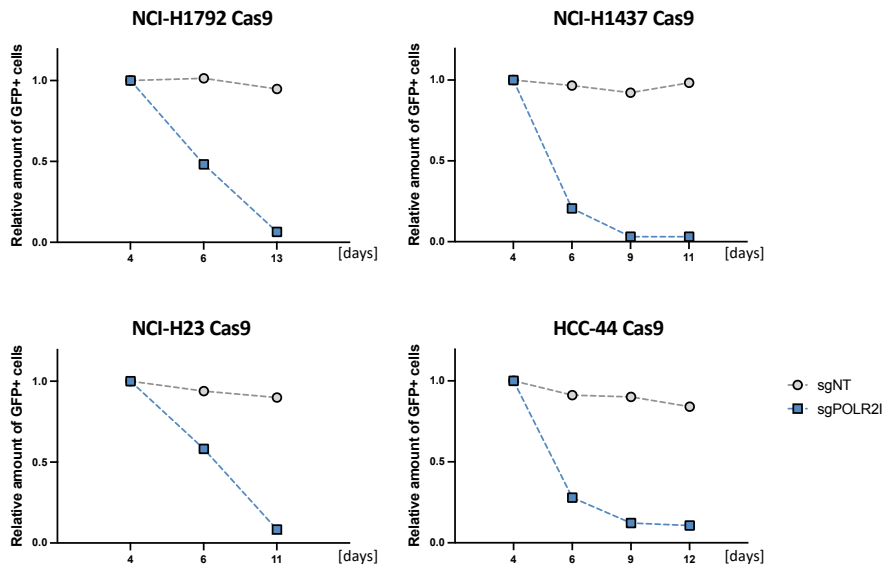 NCI-H1792 Cas9
Relative amount of GFP+ cells
1.0
0.5
0.0
4 6 13 [days]
NCI-H1437 Cas9
Relative amount of GFP+ cells
1.0
0.5
0.0
4 6 9 11 [days]
NCI-H23 Cas9
Relative amount of GFP+ cells
1.0
0.5
0.0
4 6 11 [days]
HCC-44 Cas9
Relative amount of GFP+ cells
1.0
0.5
0.0
4 6 9 12 [days]
sgNT
sgPOLR2I